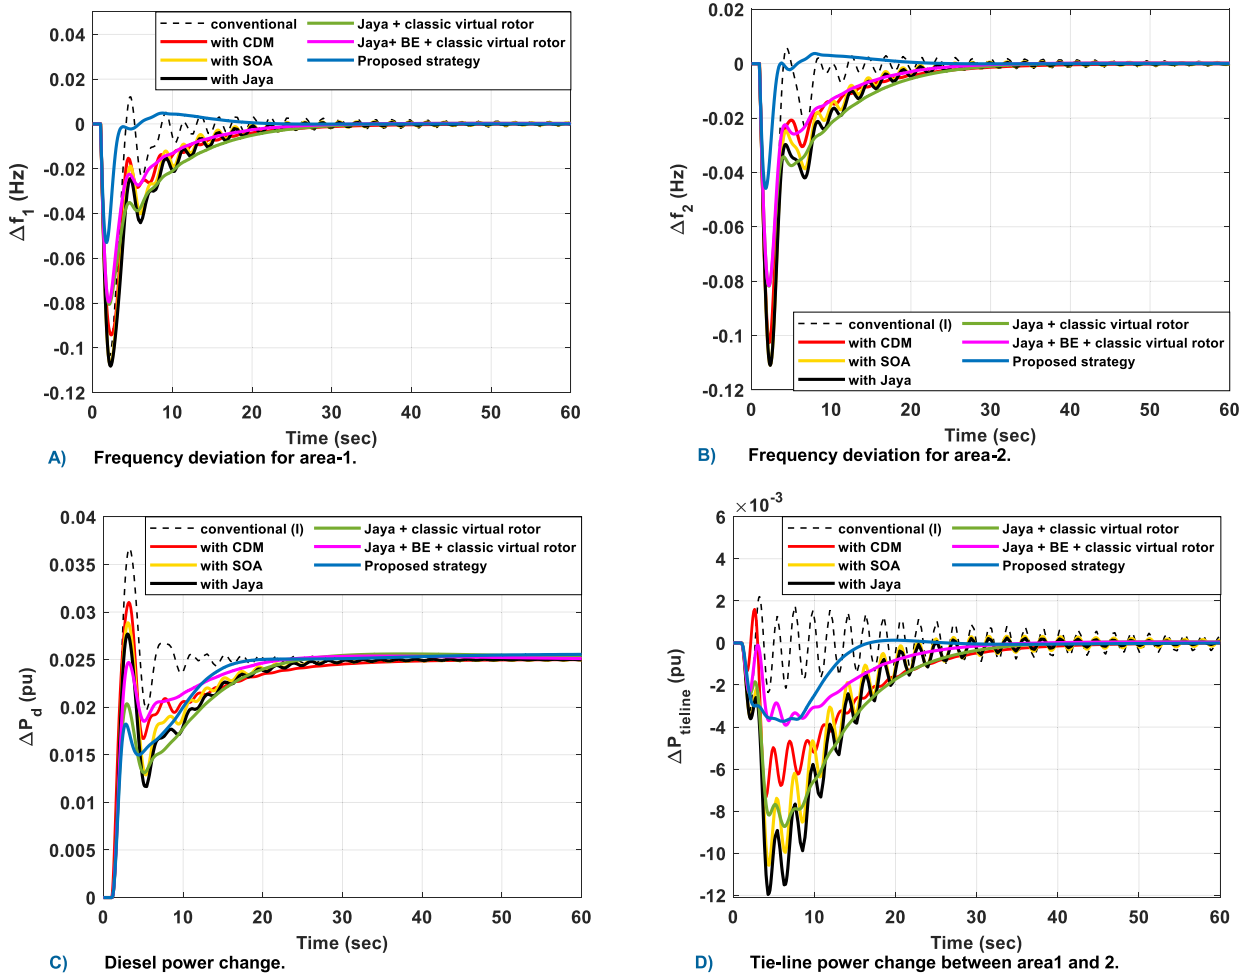 0.04
0.02
0
-0.02
-0.04
-0.06
-0.08
-0.1
-0.12
Δf1 (Hz)
conventional
with CDM
with SOA
with Jaya
Jaya + classic virtual rotor
Jaya+ BE + classic virtual rotor
Proposed strategy
0 10 20 30 40 50 60
Time (sec)
A) Frequency deviation for area-1.
0.02
0
-0.02
-0.04
-0.06
-0.08
-0.1
-0.12
Δf2 (Hz)
conventional (I)
with CDM
with SOA
with Jaya
Jaya + classic virtual rotor
Jaya + BE + classic virtual rotor
Proposed strategy
0 10 20 30 40 50 60
Time (sec)
B) Frequency deviation for area-2.
0.04
0.035
0.03
0.025
0.02
0.015
0.01
0.005
0
ΔPd (pu)
conventional (I)
with CDM
with SOA
with Jaya
Jaya + classic virtual rotor
Jaya + BE + classic virtual rotor
Proposed strategy
0 10 20 30 40 50 60
Time (sec)
C) Diesel power change.
×10-3
6
4
2
0
-2
-4
-6
-8
-10
-12
ΔPtieline (pu)
conventional (I)
with CDM
with SOA
with Jaya
Jaya + classic virtual rotor
Jaya + BE + classic virtual rotor
Proposed strategy
0 10 20 30 40 50 60
Time (sec)
D) Tie-line power change between area1 and 2.